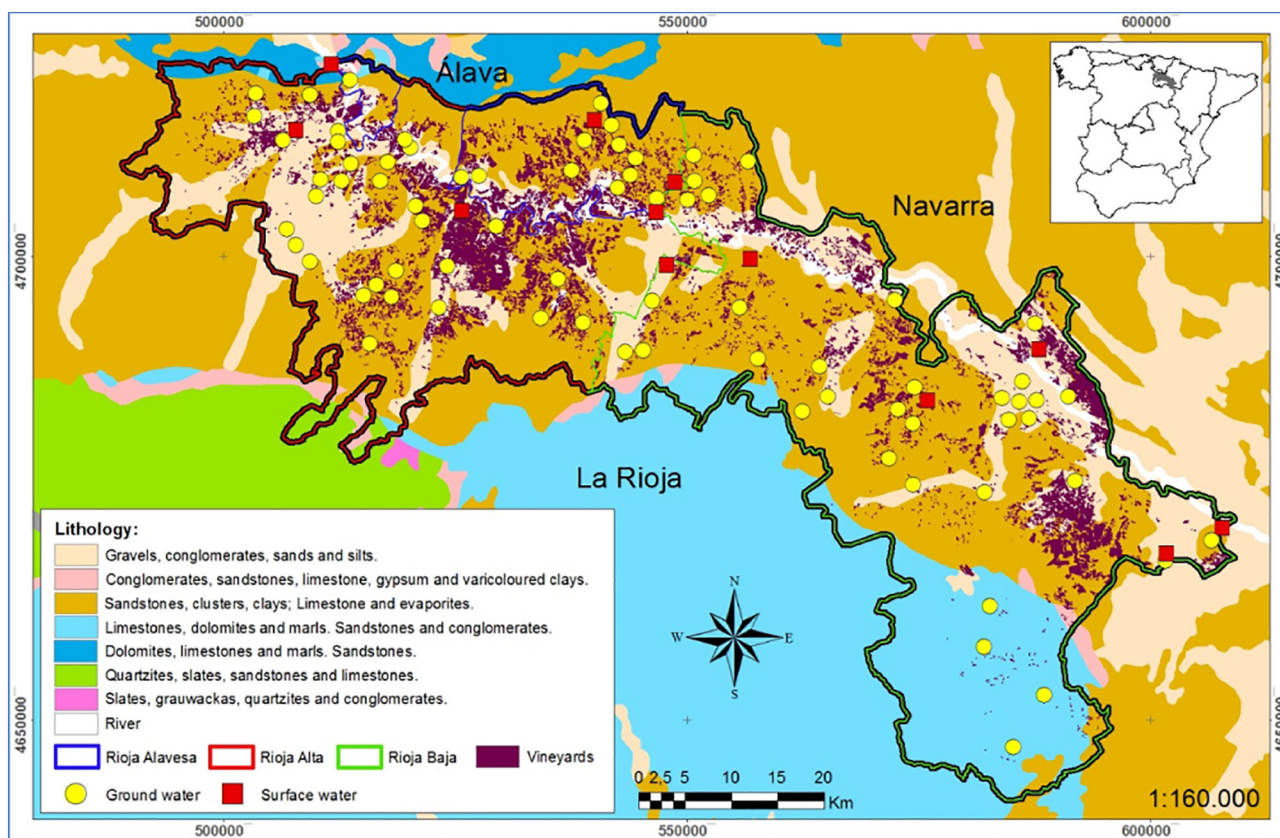 500000 550000 600000
Álava
Navarra
4700000 4700000
La Rioja
Lithology:
Gravels, conglomerates, sands and silts.
Conglomerates, sandstones, limestone, gypsum and varicoloured clays.
Sandstones, clusters, clays; Limestone and evaporites.
Limestones, dolomites and marls. Sandstones and conglomerates.
Dolomites, limestones and marls. Sandstones.
Quartzites, slates, sandstones and limestones.
Slates, grauwackas, quartzites and conglomerates.
River
Rioja Alavesa Rioja Alta Rioja Baja Vineyards
Ground water Surface water
N
W E
S
4650000 4650000
0 2,5 5 10 15 20
Km
1:160.000
500000 550000 600000